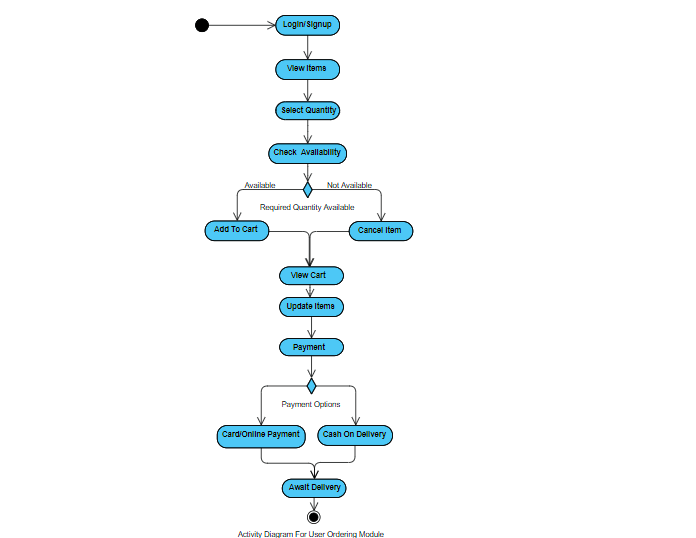 Login/Signup
View Items
Select Quantity
Check Availability
Available
Not Available
Required Quantity Available
Add To Cart
Cancel Item
View Cart
Update Items
Payment
Payment Options
Card/Online Payment
Cash On Delivery
Await Delivery
Activity Diagram For User Ordering Module